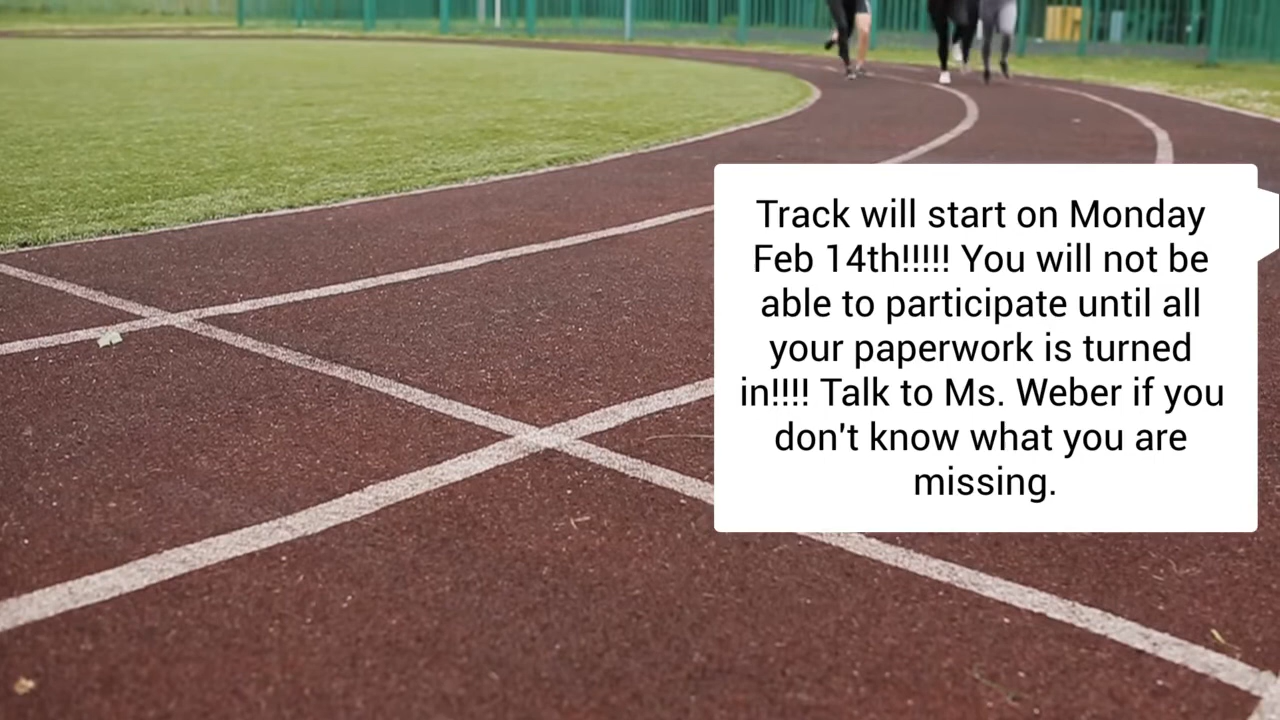 Track will start on Monday
Feb 14th!!!!! You will not be
able to participate until all
your paperwork is turned
in!!!! Talk to Ms. Weber if you
don't know what you are
missing.